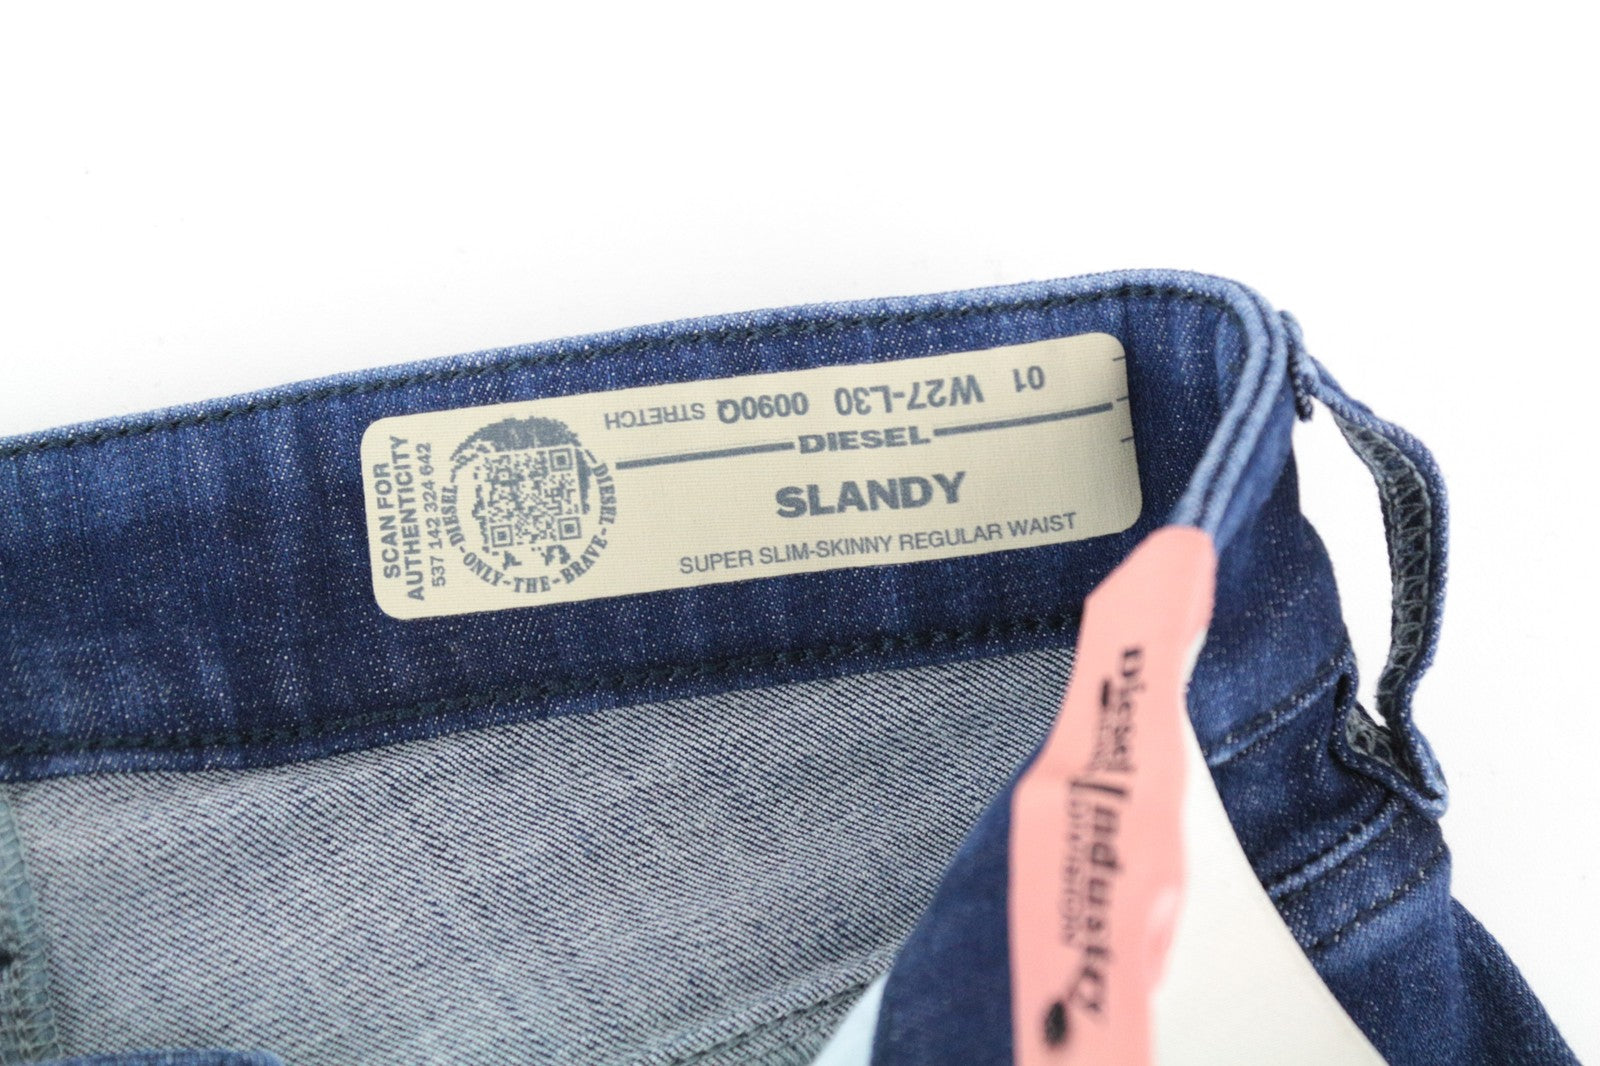 SCAN FOR
AUTHENTICITY
537 142 324 642
DIESEL-ONLY-THE-BRAVE-DIESEL
01 W27-L30 0090Q STRETCH
DIESEL
SLANDY
SUPER SLIM-SKINNY REGULAR WAIST
Diesel
Industry
DIVISION